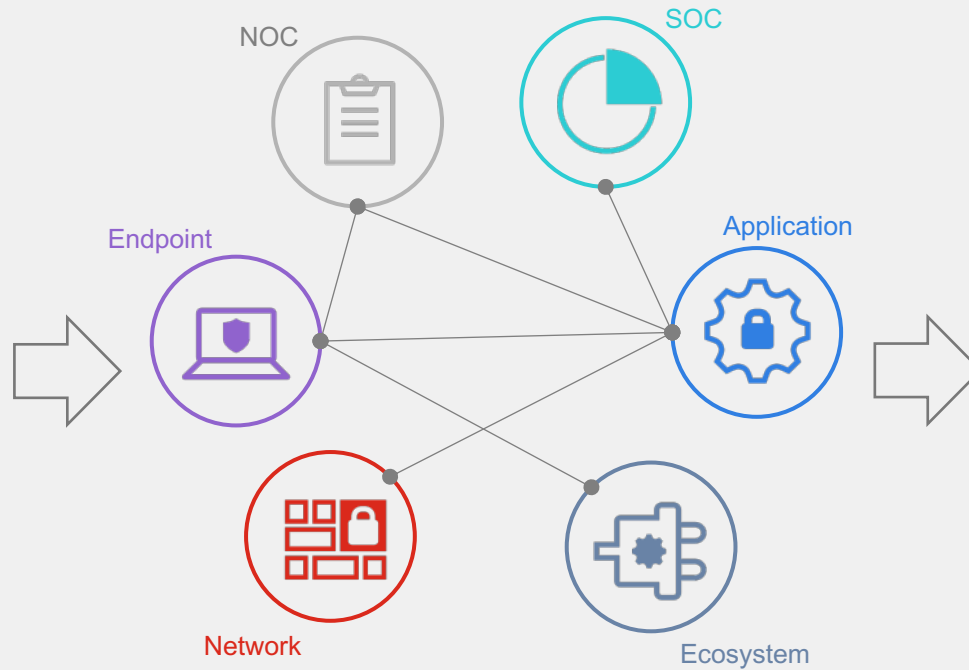 NOC
SOC
Endpoint
Application
Network
Ecosystem